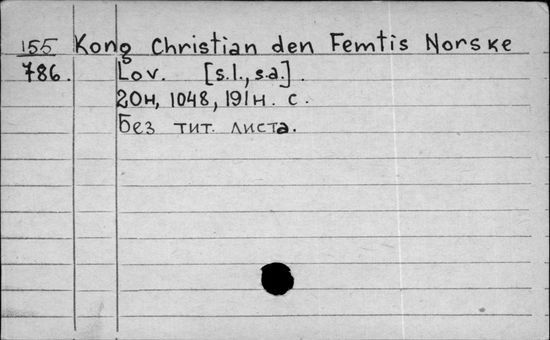 155 Kong Christian den Femtis Norske
786. Lov. [s.l., s.a.].
20н, 1048, 191н. с.
Без тит. листа.